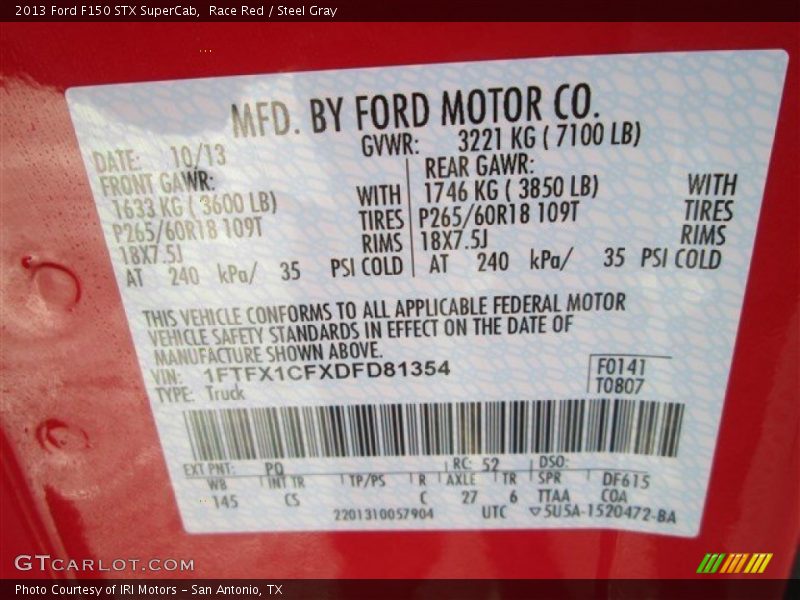 2013 Ford F150 STX SuperCab, Race Red / Steel Gray
MFD. BY FORD MOTOR CO.
DATE: 10/13 GVWR: 3221 KG ( 7100 LB)
FRONT GAWR: REAR GAWR:
1633 KG ( 3600 LB) WITH 1746 KG ( 3850 LB) WITH
P265/60R18 109T TIRES P265/60R18 109T TIRES
18X7.5J RIMS 18X7.5J RIMS
AT 240 kPa/ 35 PSI COLD AT 240 kPa/ 35 PSI COLD
THIS VEHICLE CONFORMS TO ALL APPLICABLE FEDERAL MOTOR
VEHICLE SAFETY STANDARDS IN EFFECT ON THE DATE OF
MANUFACTURE SHOWN ABOVE.
VIN: 1FTFX1CFXDFD81354 F0141
TYPE: Truck T0807
EXT PNT: PQ RC: 52 DSO:
WB INT TR TP/PS R AXLE TR SPR DF615
145 CS C 27 6 TTAA COA
2201310057904 UTC ▽5U5A-1520472-BA
GTCARLOT.COM
Photo Courtesy of IRI Motors - San Antonio, TX